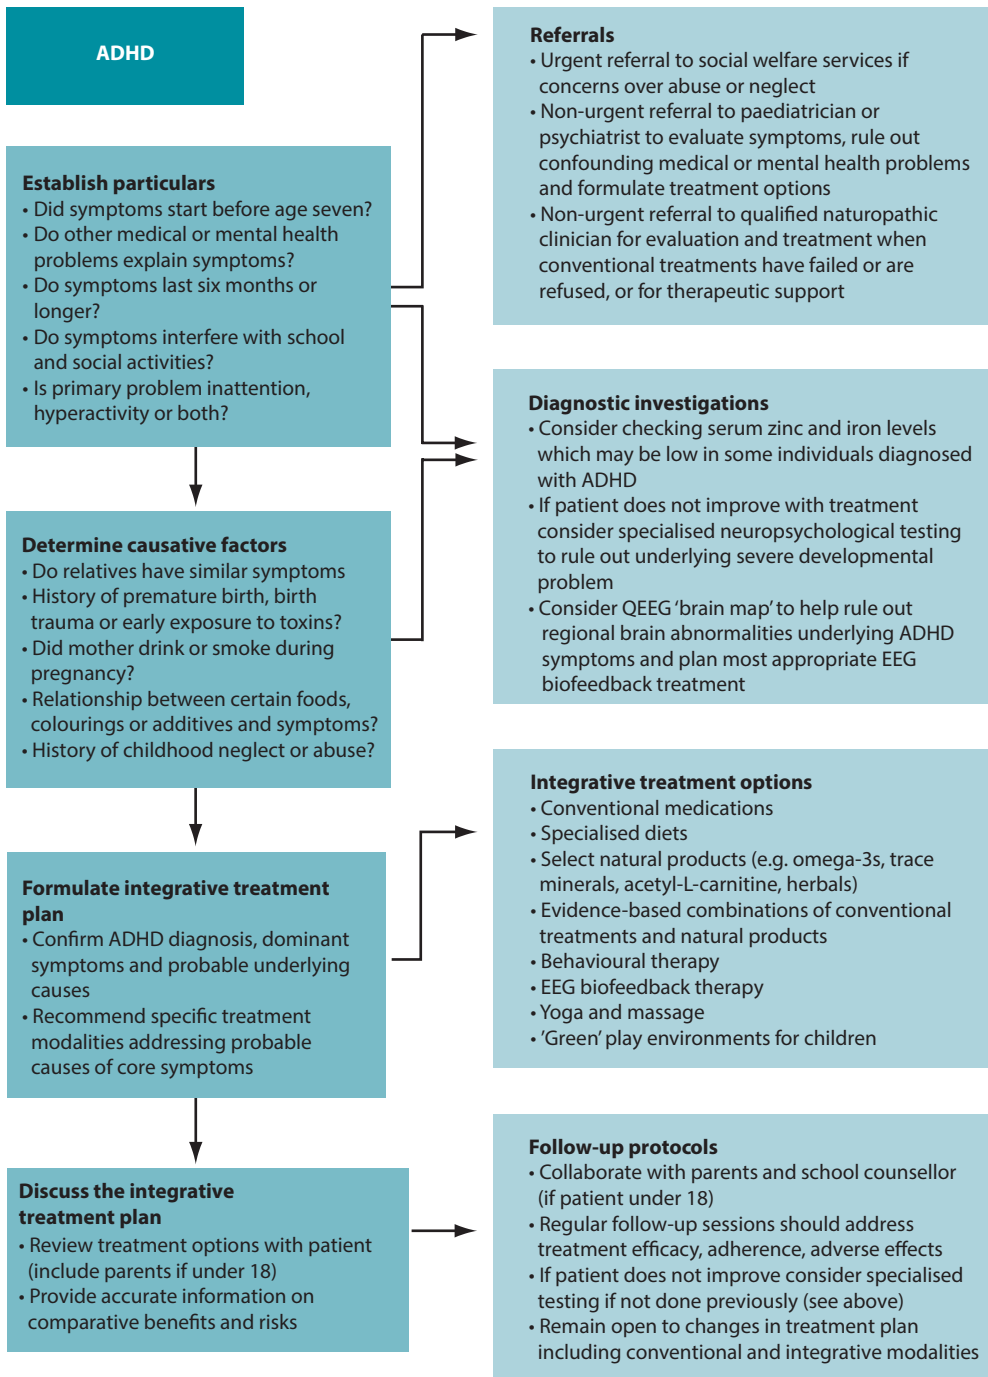 ADHD
Establish particulars
• Did symptoms start before age seven?
• Do other medical or mental health
problems explain symptoms?
• Do symptoms last six months or
longer?
• Do symptoms interfere with school
and social activities?
• Is primary problem inattention,
hyperactivity or both?
Determine causative factors
• Do relatives have similar symptoms
• History of premature birth, birth
trauma or early exposure to toxins?
• Did mother drink or smoke during
pregnancy?
• Relationship between certain foods,
colourings or additives and symptoms?
• History of childhood neglect or abuse?
Formulate integrative treatment
plan
• Confirm ADHD diagnosis, dominant
symptoms and probable underlying
causes
• Recommend specific treatment
modalities addressing probable
causes of core symptoms
Discuss the integrative
treatment plan
• Review treatment options with patient
(include parents if under 18)
• Provide accurate information on
comparative benefits and risks
Referrals
• Urgent referral to social welfare services if
concerns over abuse or neglect
• Non-urgent referral to paediatrician or
psychiatrist to evaluate symptoms, rule out
confounding medical or mental health problems
and formulate treatment options
• Non-urgent referral to qualified naturopathic
clinician for evaluation and treatment when
conventional treatments have failed or are
refused, or for therapeutic support
Diagnostic investigations
• Consider checking serum zinc and iron levels
which may be low in some individuals diagnosed
with ADHD
• If patient does not improve with treatment
consider specialised neuropsychological testing
to rule out underlying severe developmental
problem
• Consider QEEG ‘brain map’ to help rule out
regional brain abnormalities underlying ADHD
symptoms and plan most appropriate EEG
biofeedback treatment
Integrative treatment options
• Conventional medications
• Specialised diets
• Select natural products (e.g. omega-3s, trace
minerals, acetyl-L-carnitine, herbals)
• Evidence-based combinations of conventional
treatments and natural products
• Behavioural therapy
• EEG biofeedback therapy
• Yoga and massage
• ’Green’ play environments for children
Follow-up protocols
• Collaborate with parents and school counsellor
(if patient under 18)
• Regular follow-up sessions should address
treatment efficacy, adherence, adverse effects
• If patient does not improve consider specialised
testing if not done previously (see above)
• Remain open to changes in treatment plan
including conventional and integrative modalities